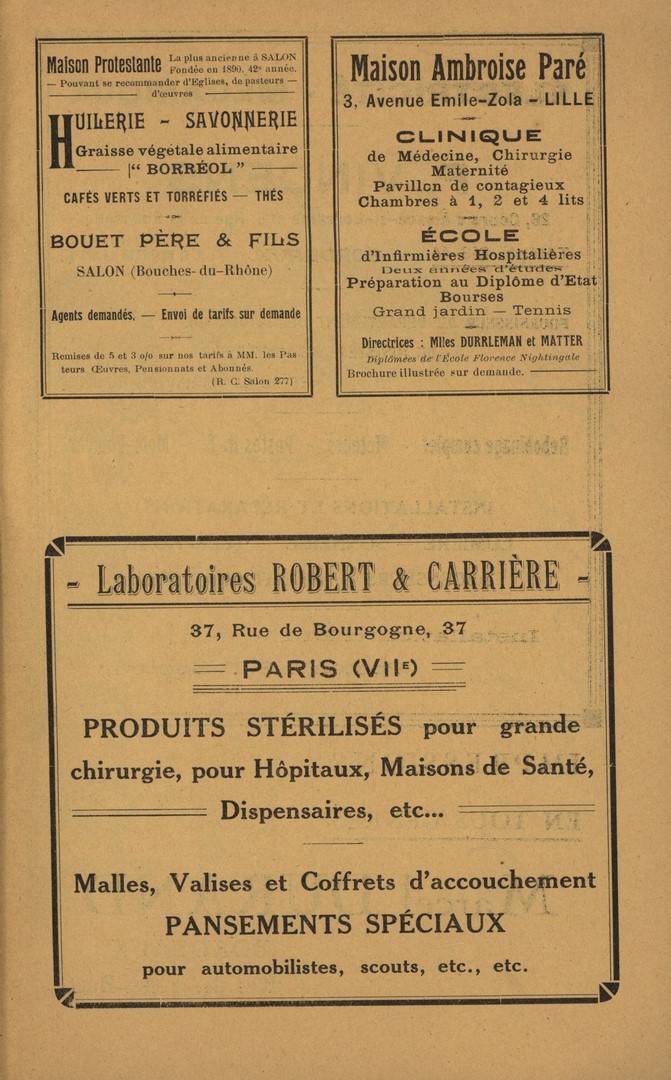 Maison Protestante La plus ancienne à SALON
Fondée en 1890, 42e année.
— Pouvant se recommander d'Eglises, de pasteurs —
d'œuvres
HUILERIE - SAVONNERIE
Graisse végétale alimentaire
— |“ BORRÉOL ” —
CAFÉS VERTS ET TORRÉFIÉS — THÉS
BOUET PÈRE & FILS
SALON (Bouches-du-Rhône)
Agents demandés, — Envoi de tarifs sur demande
Remises de 5 et 3 o/o sur nos tarifs à MM. les Pas
teurs Œuvres, Pensionnats et Abonnés.
(R. C. Salon 277)
Maison Ambroise Paré
3, Avenue Emile-Zola - LILLE
CLINIQUE
de Médecine, Chirurgie
Maternité
Pavillon de contagieux
Chambres à 1, 2 et 4 lits
ÉCOLE
d'Infirmières Hospitalières
Deux années d'études
Préparation au Diplôme d'Etat
Bourses
Grand jardin — Tennis
Directrices : Mlles DURRLEMAN et MATTER
Diplômées de l'École Florence Nightingale
Brochure illustrée sur demande.
- Laboratoires ROBERT & CARRIÈRE -
37, Rue de Bourgogne, 37
PARIS (VIIE)
PRODUITS STÉRILISÉS pour grande
chirurgie, pour Hôpitaux, Maisons de Santé,
Dispensaires, etc...
Malles, Valises et Coffrets d'accouchement
PANSEMENTS SPÉCIAUX
pour automobilistes, scouts, etc., etc.